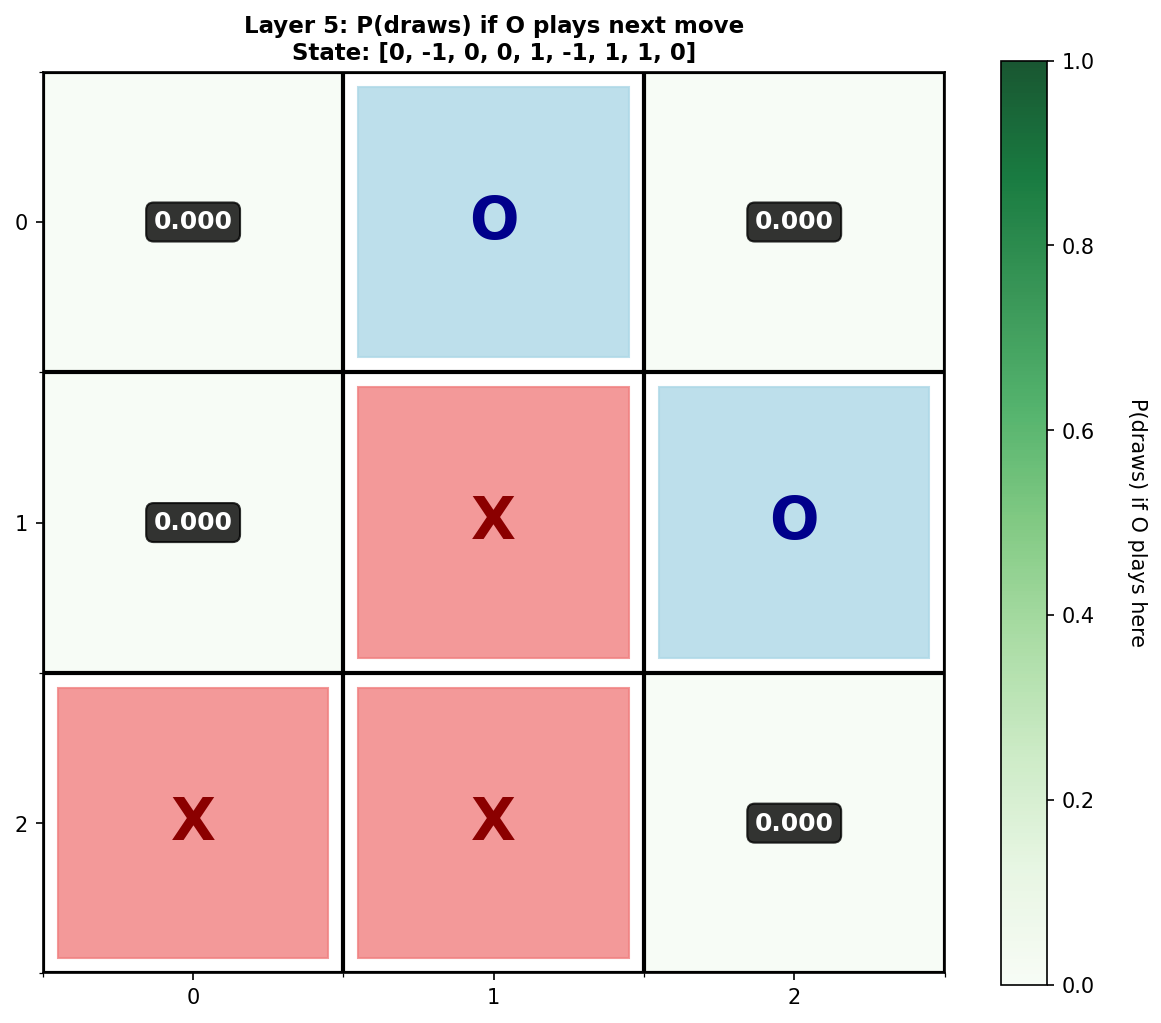 Layer 5: P(draws) if O plays next move
State: [0, -1, 0, 0, 1, -1, 1, 1, 0]
0.000
O
0.000
0
0.000
X
O
1
X
X
0.000
2
0
1
2
1.0
0.8
0.6
0.4
0.2
0.0
P(draws) if O plays here